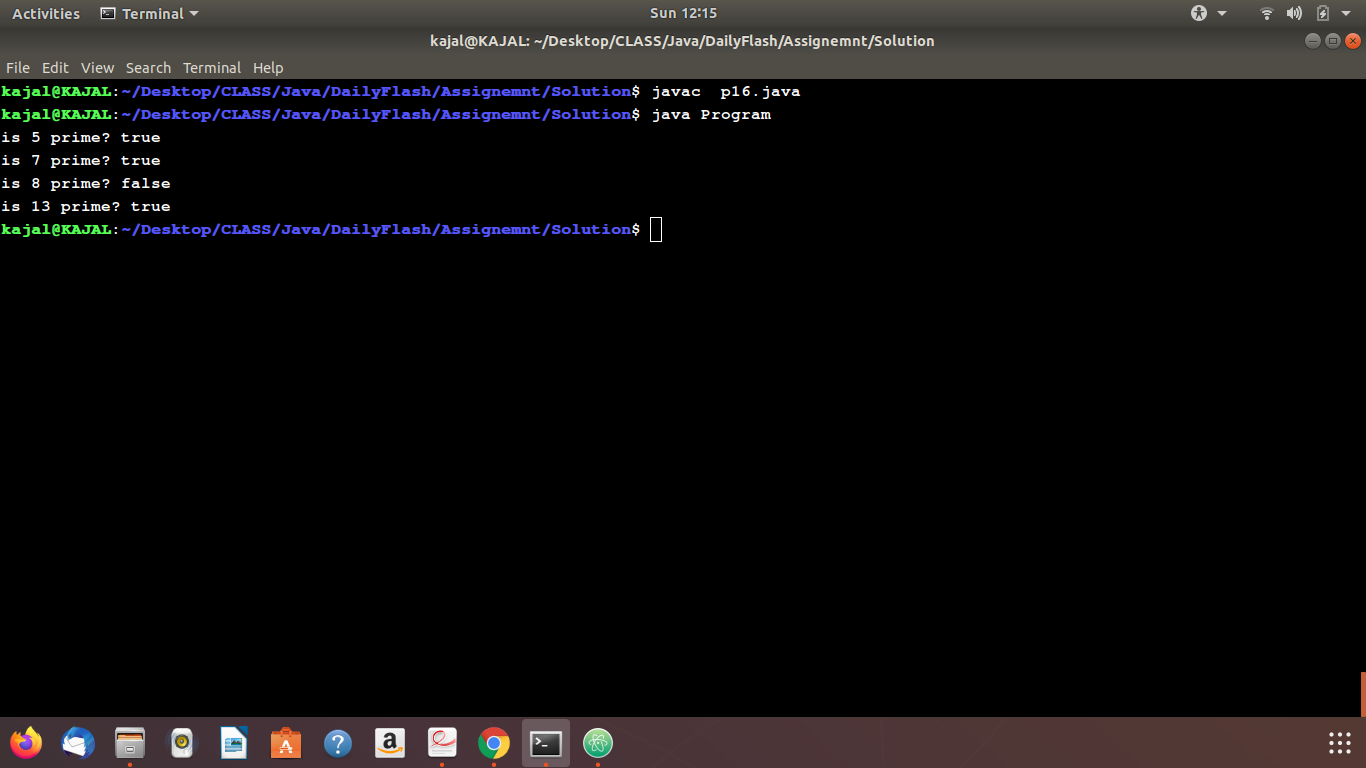 Activities Terminal Sun 12:15
kajal@KAJAL: ~/Desktop/CLASS/Java/DailyFlash/Assignemnt/Solution
File Edit View Search Terminal Help
kajal@KAJAL:~/Desktop/CLASS/Java/DailyFlash/Assignemnt/Solution$ javac  p16.java
kajal@KAJAL:~/Desktop/CLASS/Java/DailyFlash/Assignemnt/Solution$ java Program
is 5 prime? true
is 7 prime? true
is 8 prime? false
is 13 prime? true
kajal@KAJAL:~/Desktop/CLASS/Java/DailyFlash/Assignemnt/Solution$